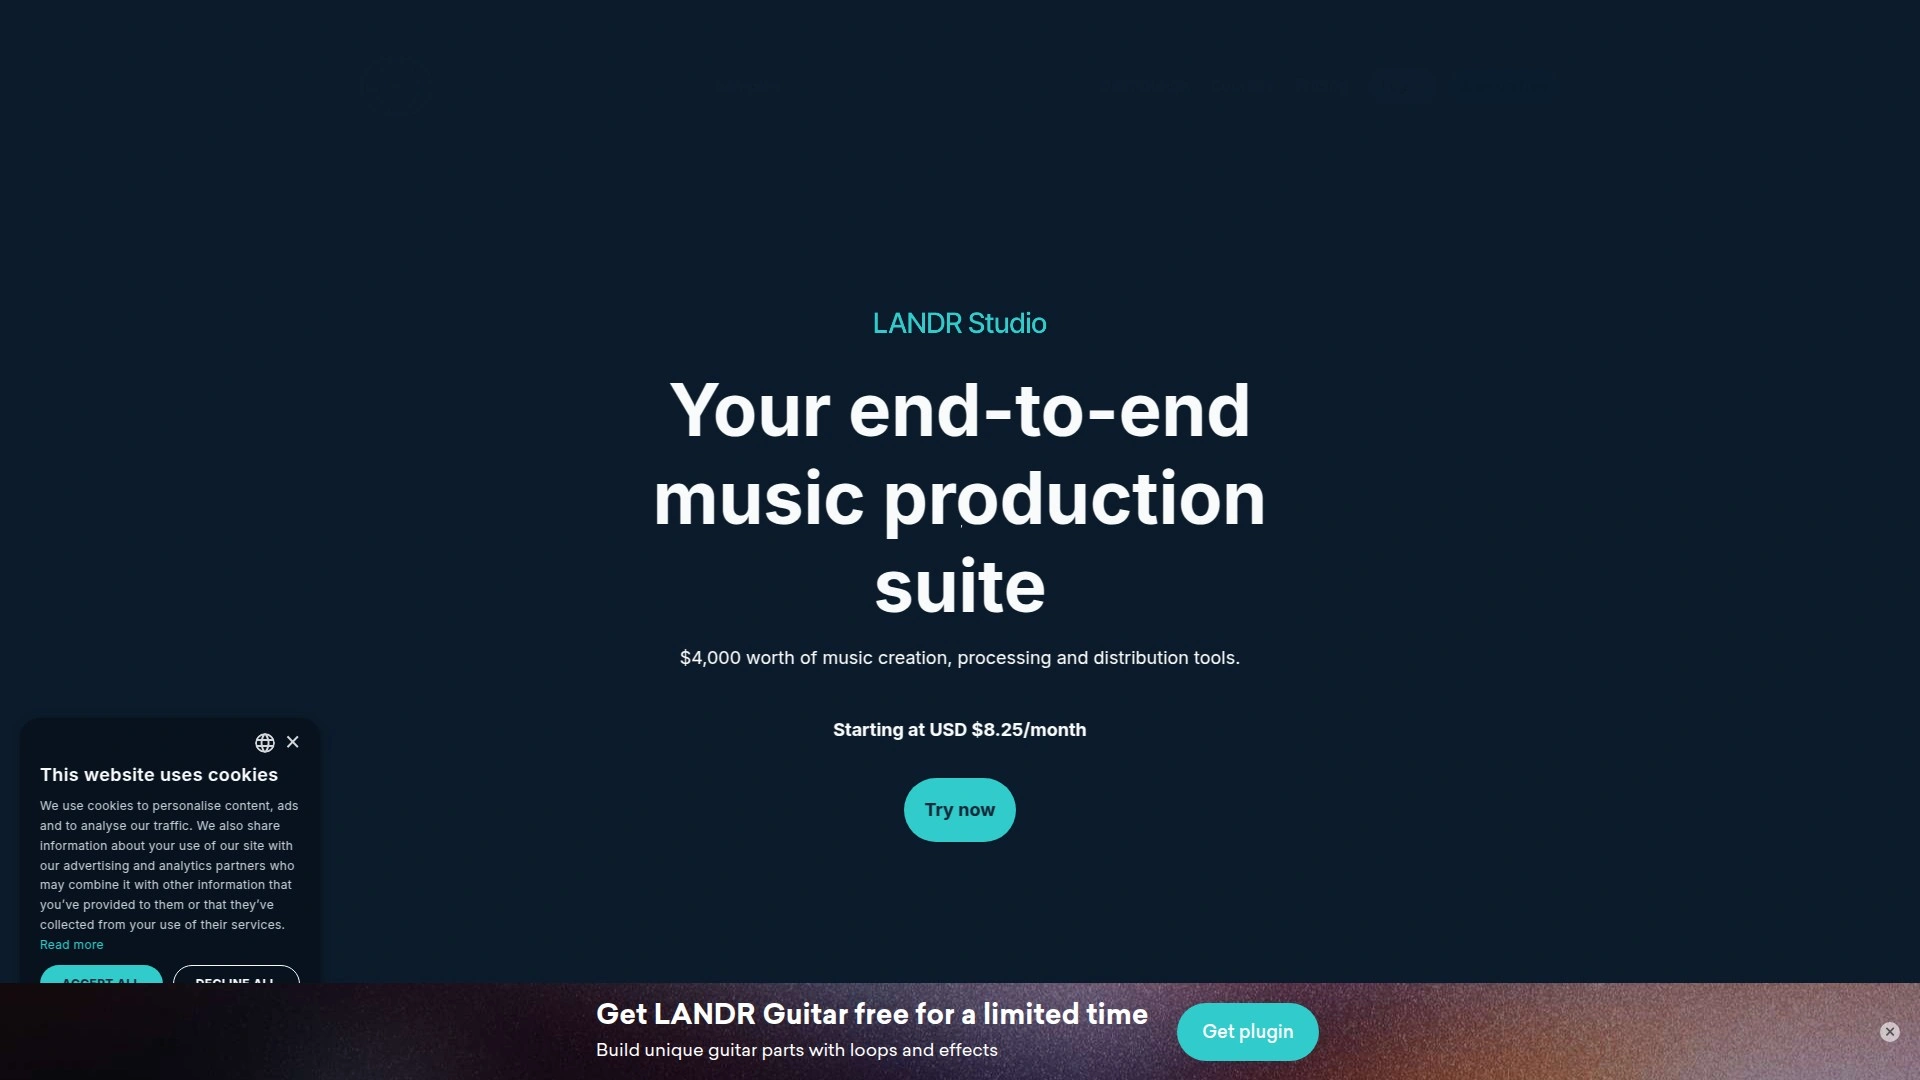 LANDR Studio
Your end-to-end
music production
suite
$4,000 worth of music creation, processing and distribution tools.
Starting at USD $8.25/month
Try now
This website uses cookies
We use cookies to personalise content, ads
and to analyse our traffic. We also share
information about your use of our site with
our advertising and analytics partners who
may combine it with other information that
you've provided to them or that they've
collected from your use of their services.
Read more
ACCEPT ALL DECLINE ALL
Get LANDR Guitar free for a limited time
Build unique guitar parts with loops and effects
Get plugin